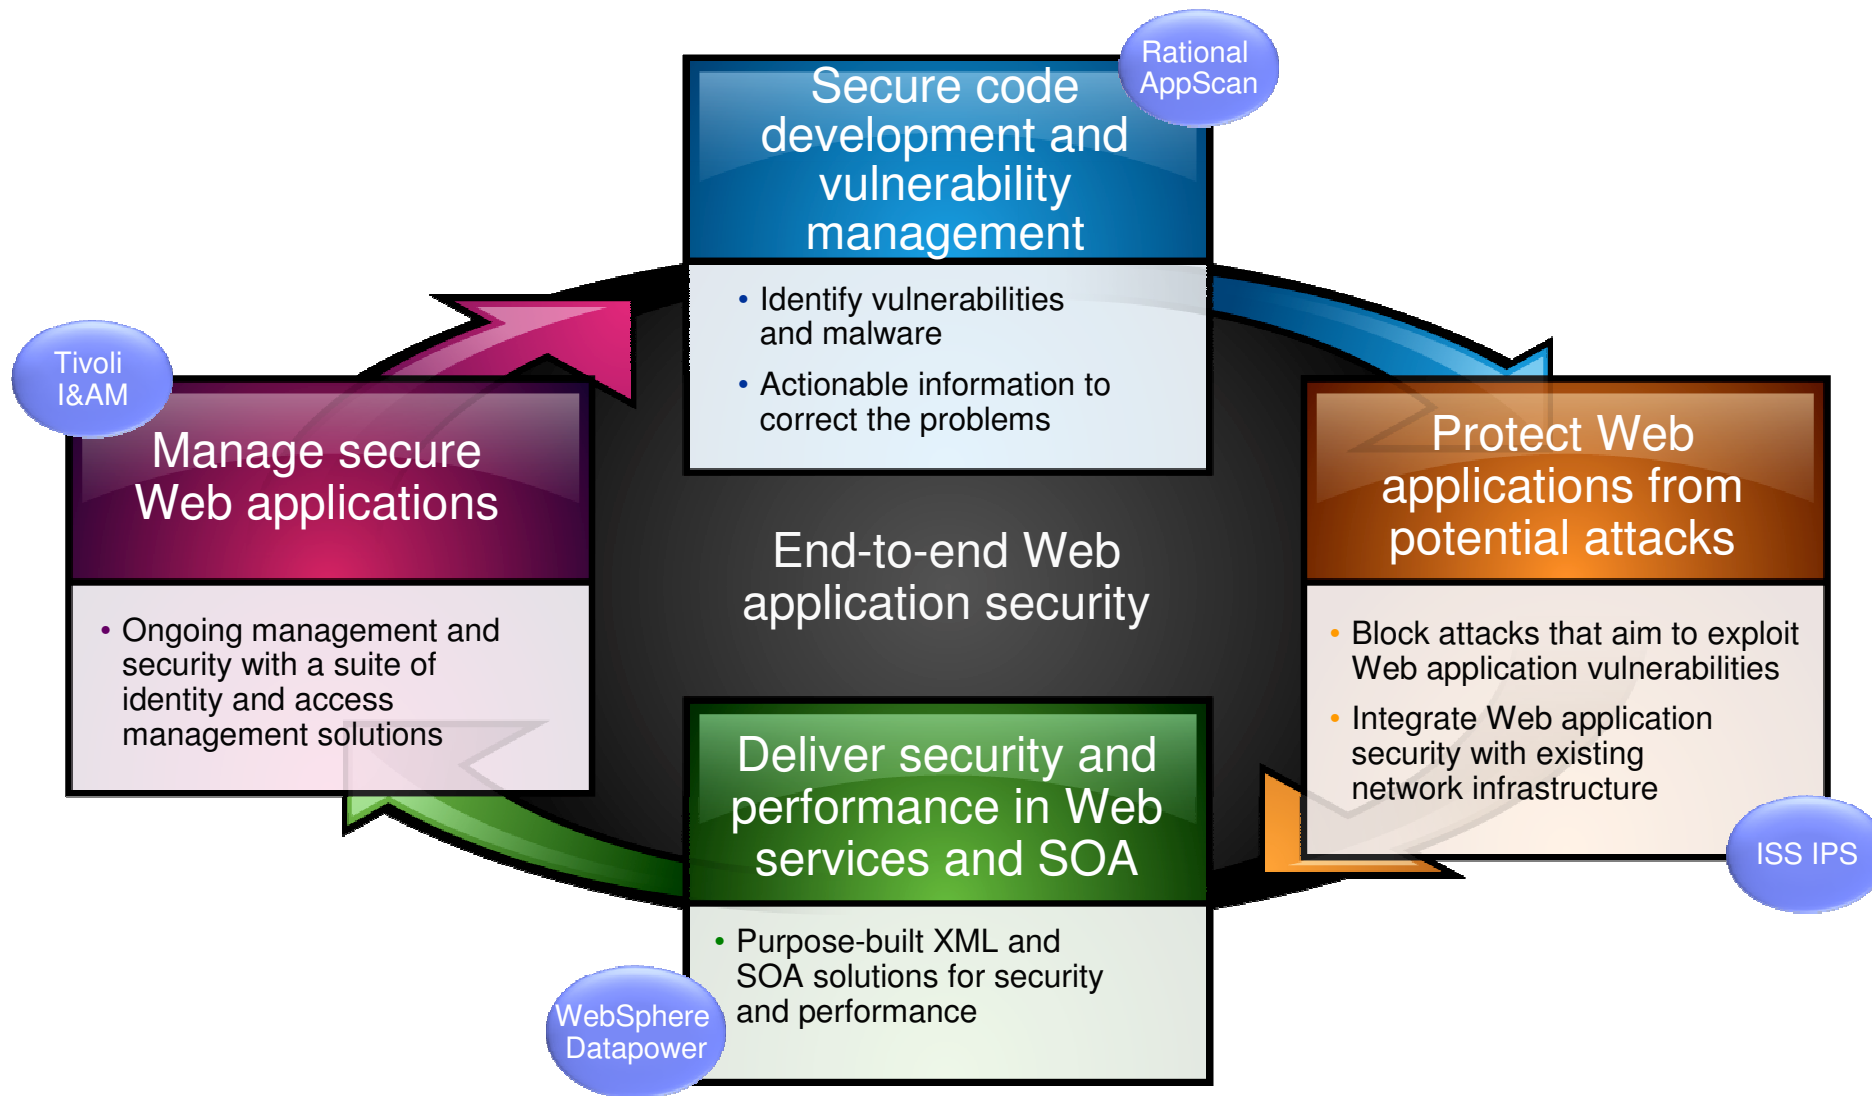 Rational
AppScan
Secure code
development and
vulnerability
management
• Identify vulnerabilities
and malware
• Actionable information to
correct the problems
Tivoli
I&AM
Manage secure
Web applications
• Ongoing management and
security with a suite of
identity and access
management solutions
End-to-end Web
application security
Protect Web
applications from
potential attacks
• Block attacks that aim to exploit
Web application vulnerabilities
• Integrate Web application
security with existing
network infrastructure
ISS IPS
Deliver security and
performance in Web
services and SOA
• Purpose-built XML and
SOA solutions for security
and performance
WebSphere
Datapower